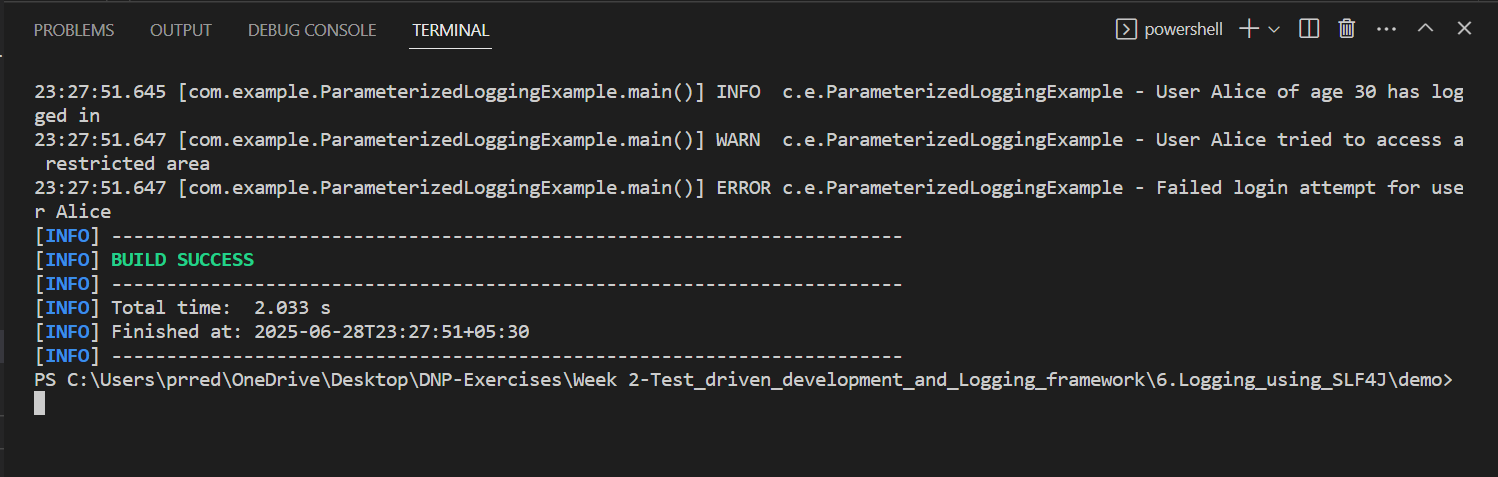 PROBLEMS OUTPUT DEBUG CONSOLE TERMINAL powershell
23:27:51.645 [com.example.ParameterizedLoggingExample.main()] INFO  c.e.ParameterizedLoggingExample - User Alice of age 30 has log
ged in
23:27:51.647 [com.example.ParameterizedLoggingExample.main()] WARN  c.e.ParameterizedLoggingExample - User Alice tried to access a
 restricted area
23:27:51.647 [com.example.ParameterizedLoggingExample.main()] ERROR c.e.ParameterizedLoggingExample - Failed login attempt for use
r Alice
[INFO] ------------------------------------------------------------------------
[INFO] BUILD SUCCESS
[INFO] ------------------------------------------------------------------------
[INFO] Total time:  2.033 s
[INFO] Finished at: 2025-06-28T23:27:51+05:30
[INFO] ------------------------------------------------------------------------
PS C:\Users\prred\OneDrive\Desktop\DNP-Exercises\Week 2-Test_driven_development_and_Logging_framework\6.Logging_using_SLF4J\demo>